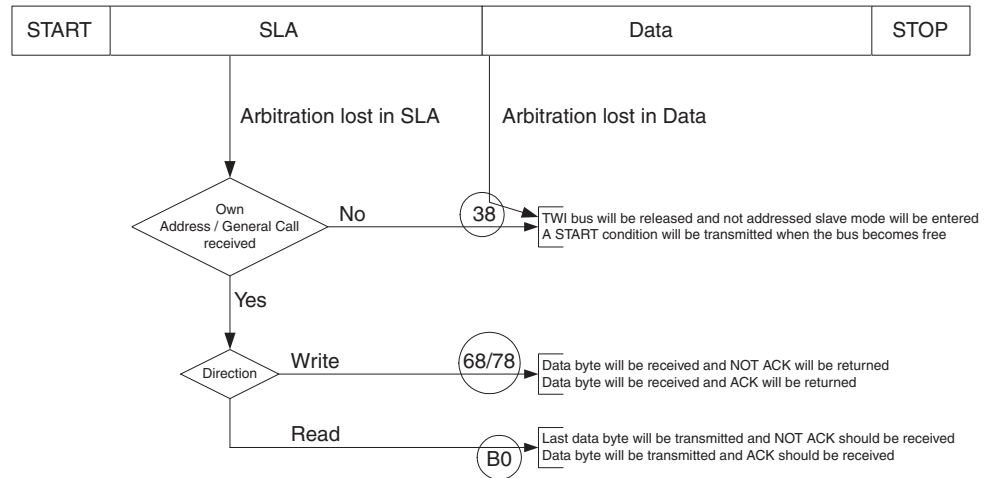 START
SLA
Data
STOP
Arbitration lost in SLA
Arbitration lost in Data
Own
Address / General Call
received
No
38
TWI bus will be released and not addressed slave mode will be entered
A START condition will be transmitted when the bus becomes free
Yes
Direction
Write
68/78
Data byte will be received and NOT ACK will be returned
Data byte will be received and ACK will be returned
Read
B0
Last data byte will be transmitted and NOT ACK should be received
Data byte will be transmitted and ACK should be received